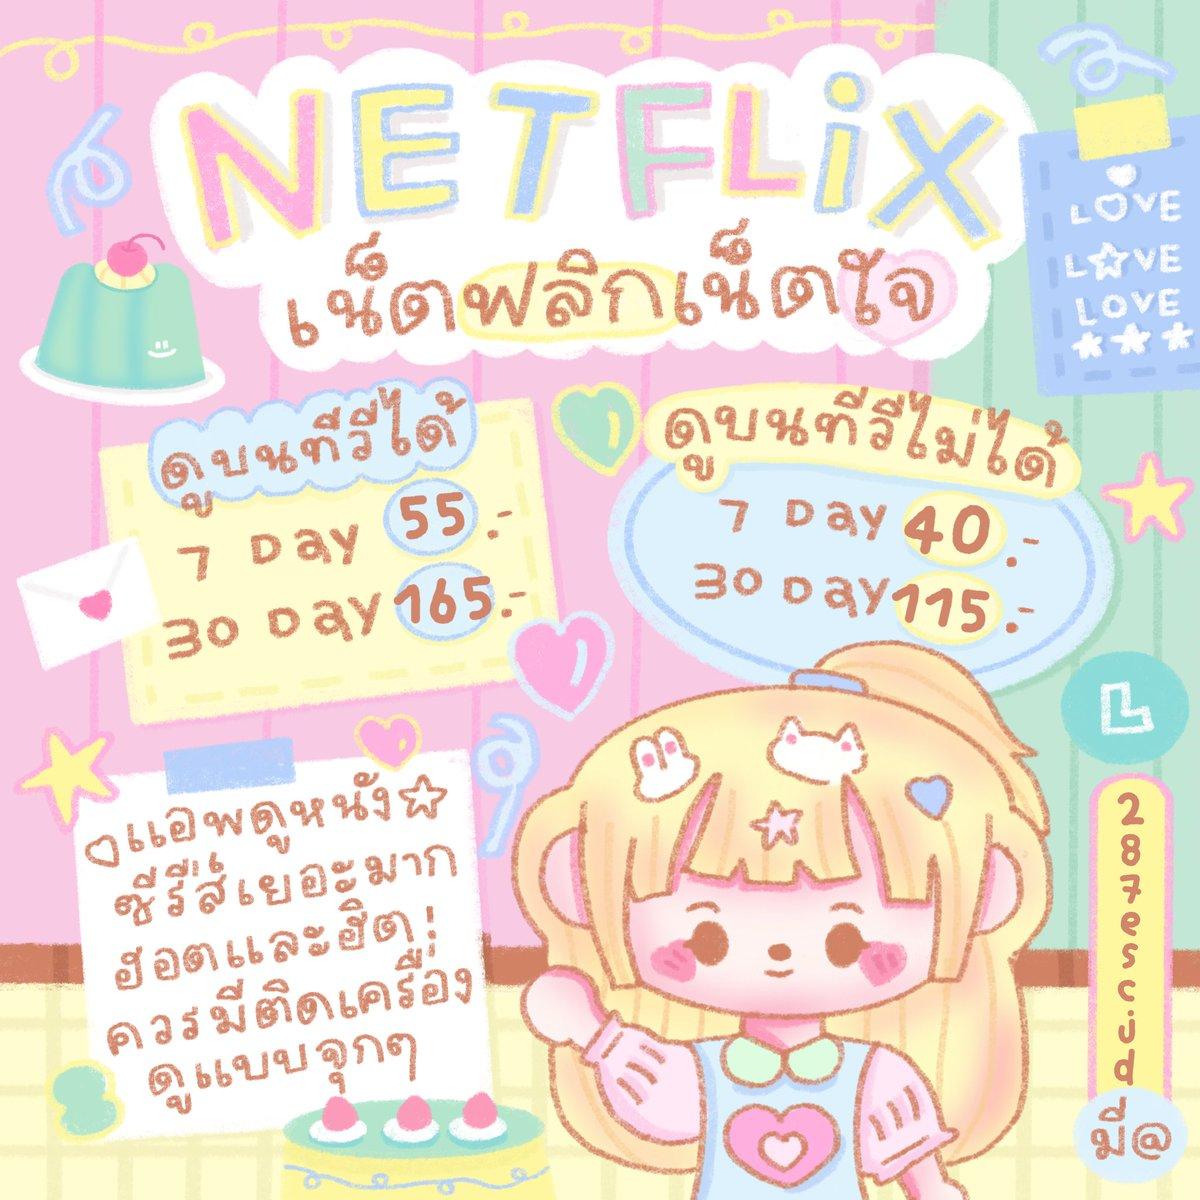 NETFLiX
เน็ตฟลิกเน็ตใจ
LOVE
LOVE
LOVE
ดูบนทีวีได้
7 Day 55.-
30 Day 165.-
ดูบนทีวีไม่ได้
7 Day 40.-
30 Day 115.-
แอพดูหนัง
ซีรี่ส์เยอะมาก
ฮอตและฮิต!
ควรมีติดเครื่อง
ดูแบบจุกๆ
L
287escid
มี@